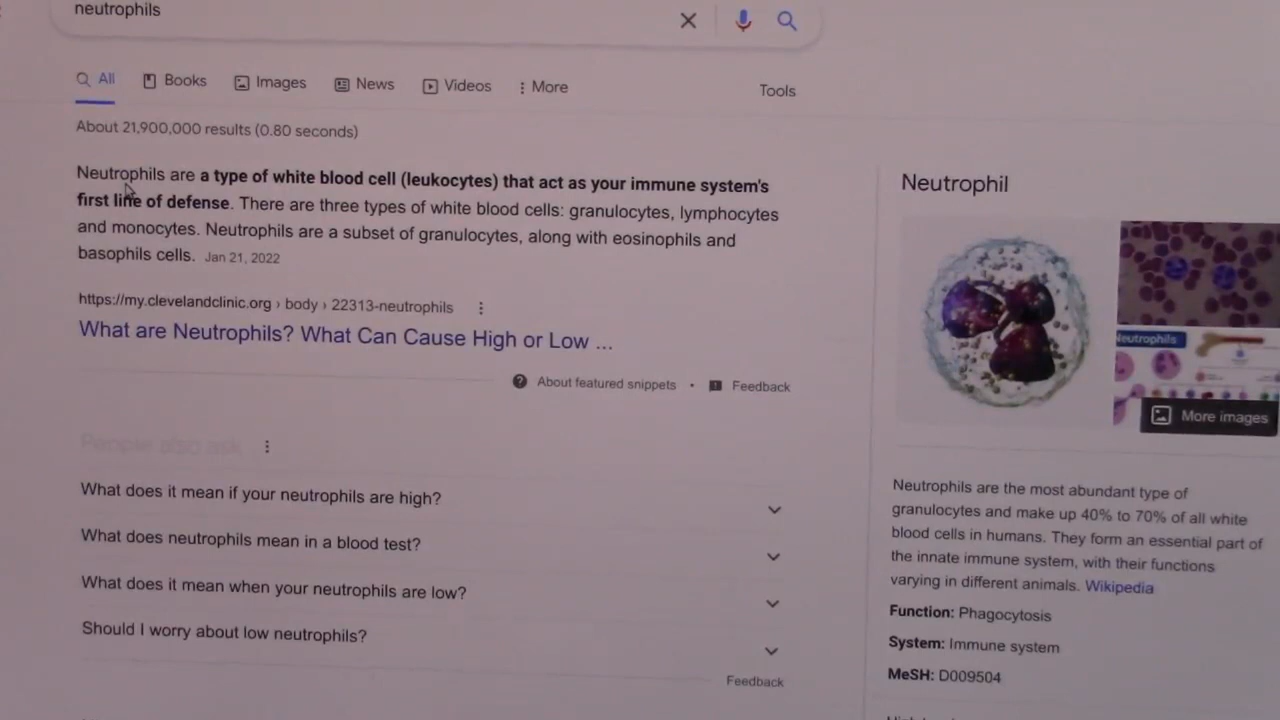 neutrophils
All Books Images News Videos More Tools
About 21,900,000 results (0.80 seconds)
Neutrophils are a type of white blood cell (leukocytes) that act as your immune system's
first line of defense. There are three types of white blood cells: granulocytes, lymphocytes
and monocytes. Neutrophils are a subset of granulocytes, along with eosinophils and
basophils cells. Jan 21, 2022
https://my.clevelandclinic.org › body › 22313-neutrophils
What are Neutrophils? What Can Cause High or Low ...
About featured snippets • Feedback
People also ask
What does it mean if your neutrophils are high?
What does neutrophils mean in a blood test?
What does it mean when your neutrophils are low?
Should I worry about low neutrophils?
Feedback
Neutrophil
Neutrophils
More images
Neutrophils are the most abundant type of
granulocytes and make up 40% to 70% of all white
blood cells in humans. They form an essential part of
the innate immune system, with their functions
varying in different animals. Wikipedia
Function: Phagocytosis
System: Immune system
MeSH: D009504